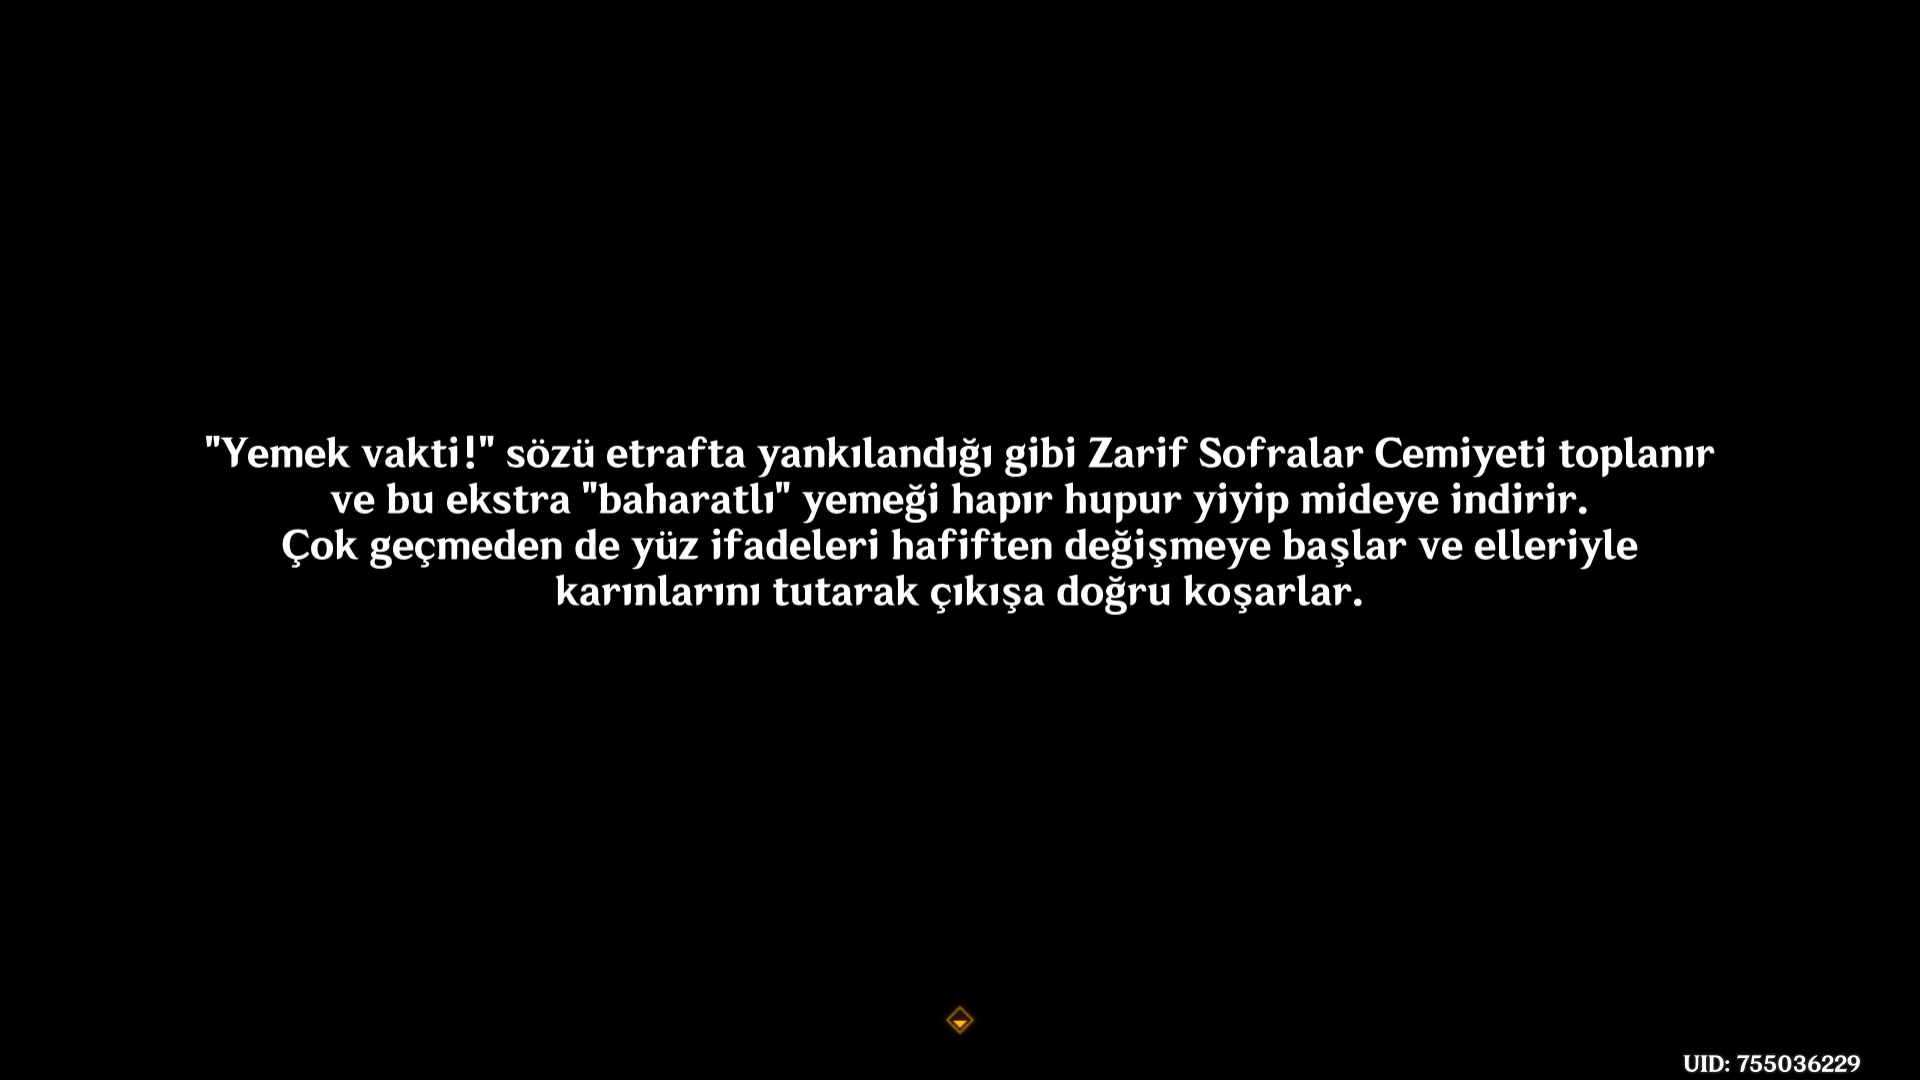 "Yemek vakti!" sözü etrafta yankılandığı gibi Zarif Sofralar Cemiyeti toplanır
ve bu ekstra "baharatlı" yemeği hapır hupur yiyip mideye indirir.
Çok geçmeden de yüz ifadeleri hafiften değişmeye başlar ve elleriyle
karınlarını tutarak çıkışa doğru koşarlar.
UID: 755036229